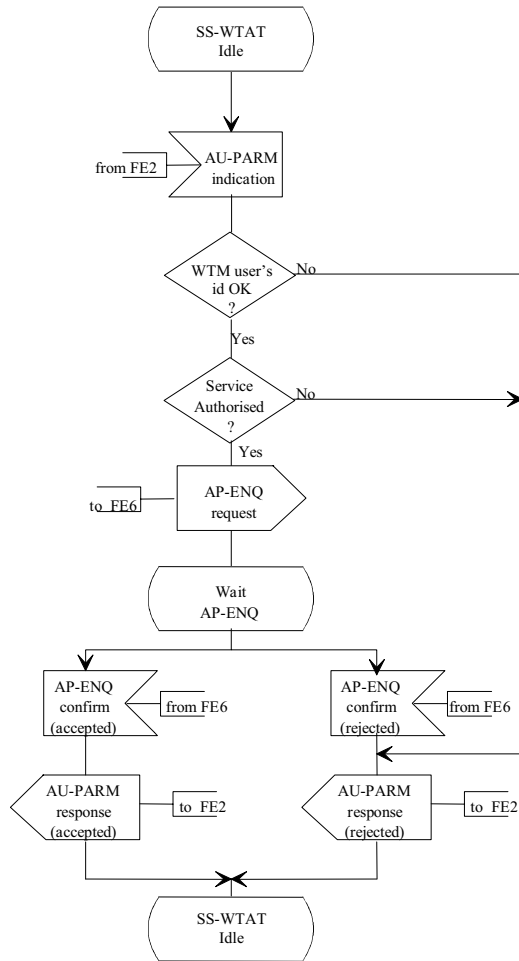 SS-WTAT
Idle
from FE2
AU-PARM
indication
WTM user's
id OK
?
No
Yes
Service
Authorised
?
No
Yes
to FE6
AP-ENQ
request
Wait
AP-ENQ
AP-ENQ
confirm
(accepted)
from FE6
AP-ENQ
confirm
(rejected)
from FE6
AU-PARM
response
(accepted)
to FE2
AU-PARM
response
(rejected)
to FE2
SS-WTAT
Idle